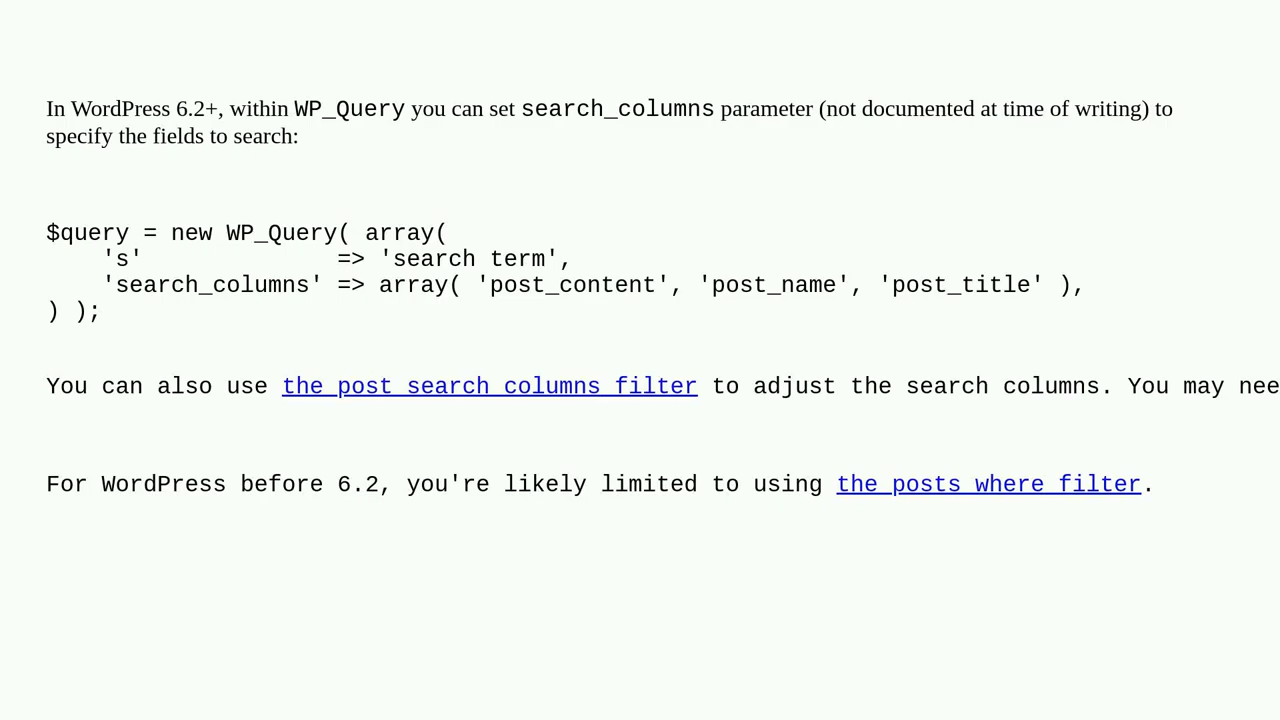 In WordPress 6.2+, within WP_Query you can set search_columns parameter (not documented at time of writing) to
specify the fields to search:
$query = new WP_Query( array(
    's'              => 'search term',
    'search_columns' => array( 'post_content', 'post_name', 'post_title' ),
) );
You can also use the post search columns filter to adjust the search columns. You may
For WordPress before 6.2, you're likely limited to using the posts where filter.